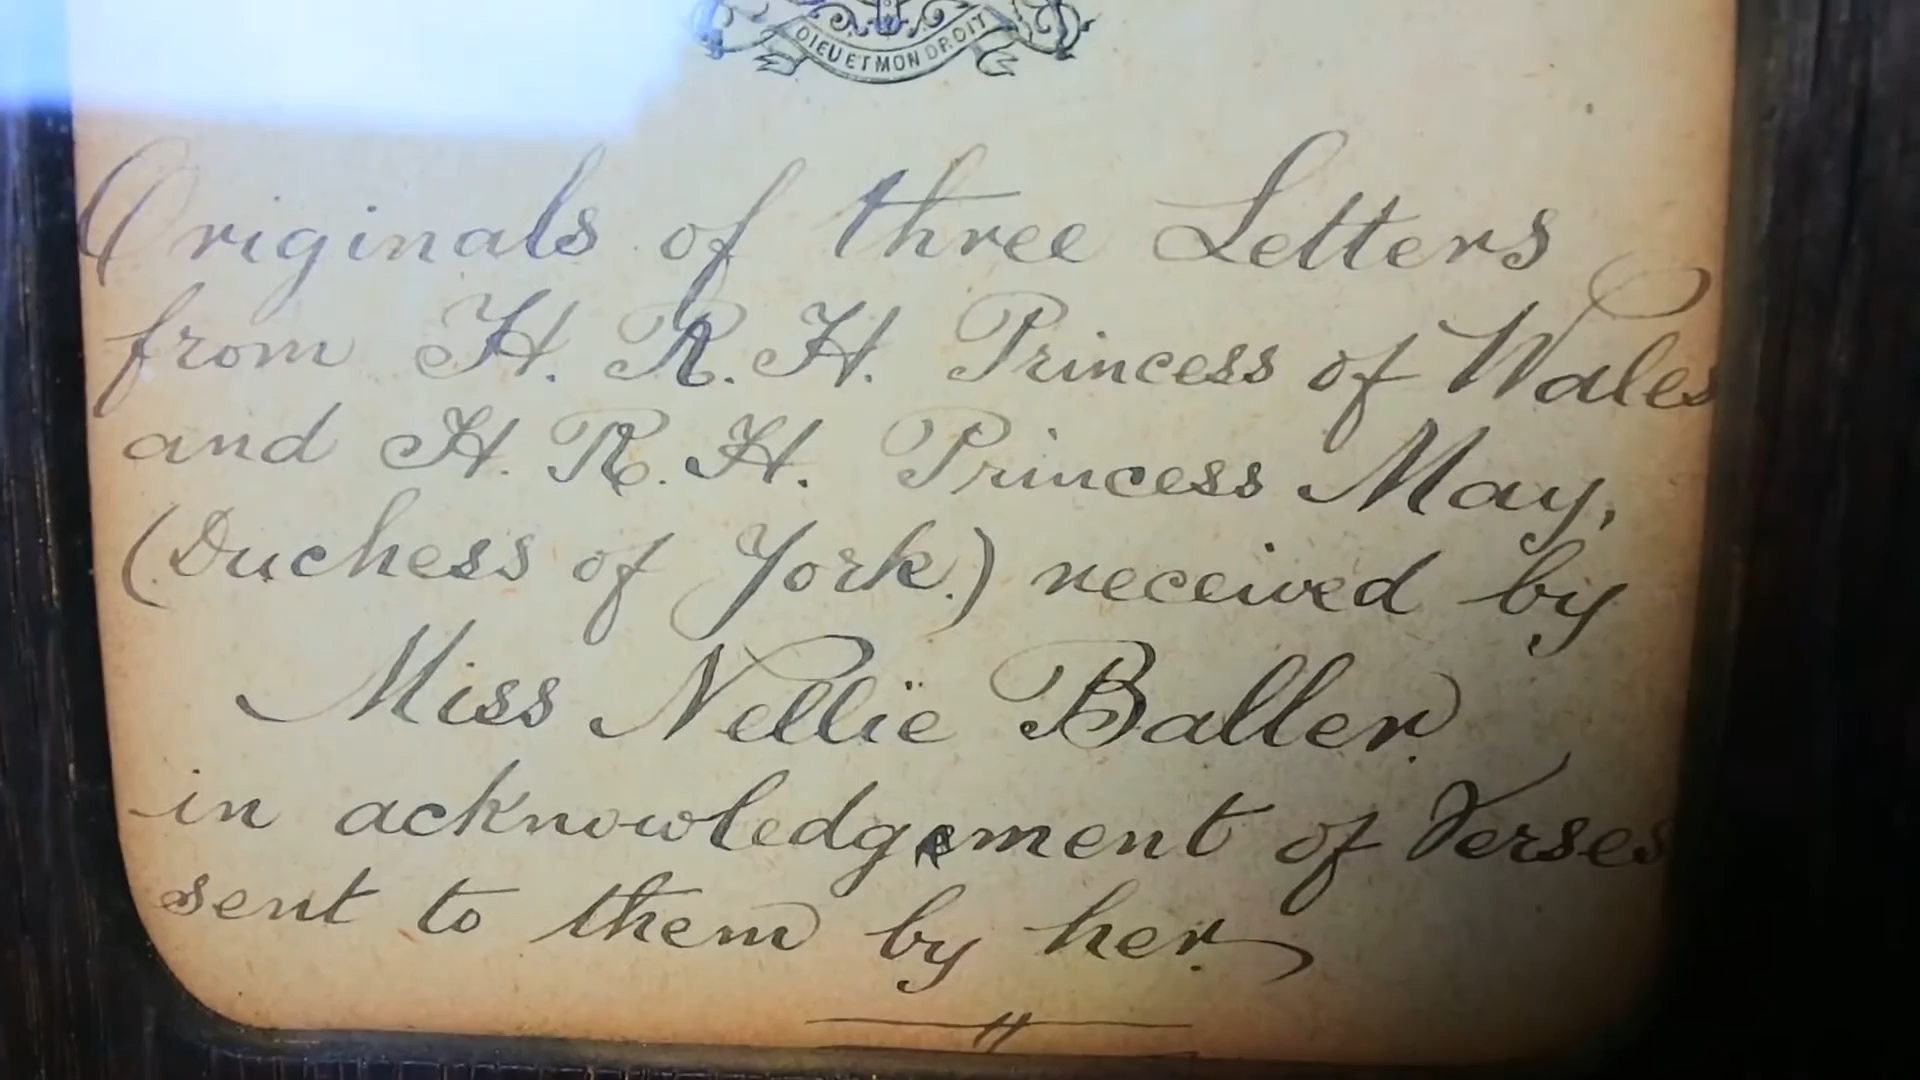 DIEU ET MON DROIT
Originals of three Letters
from H. R. H. Princess of Wales
and H. R. H. Princess May,
(Duchess of York.) received by
Miss Nellie Baller
in acknowledgement of Verses
sent to them by her.